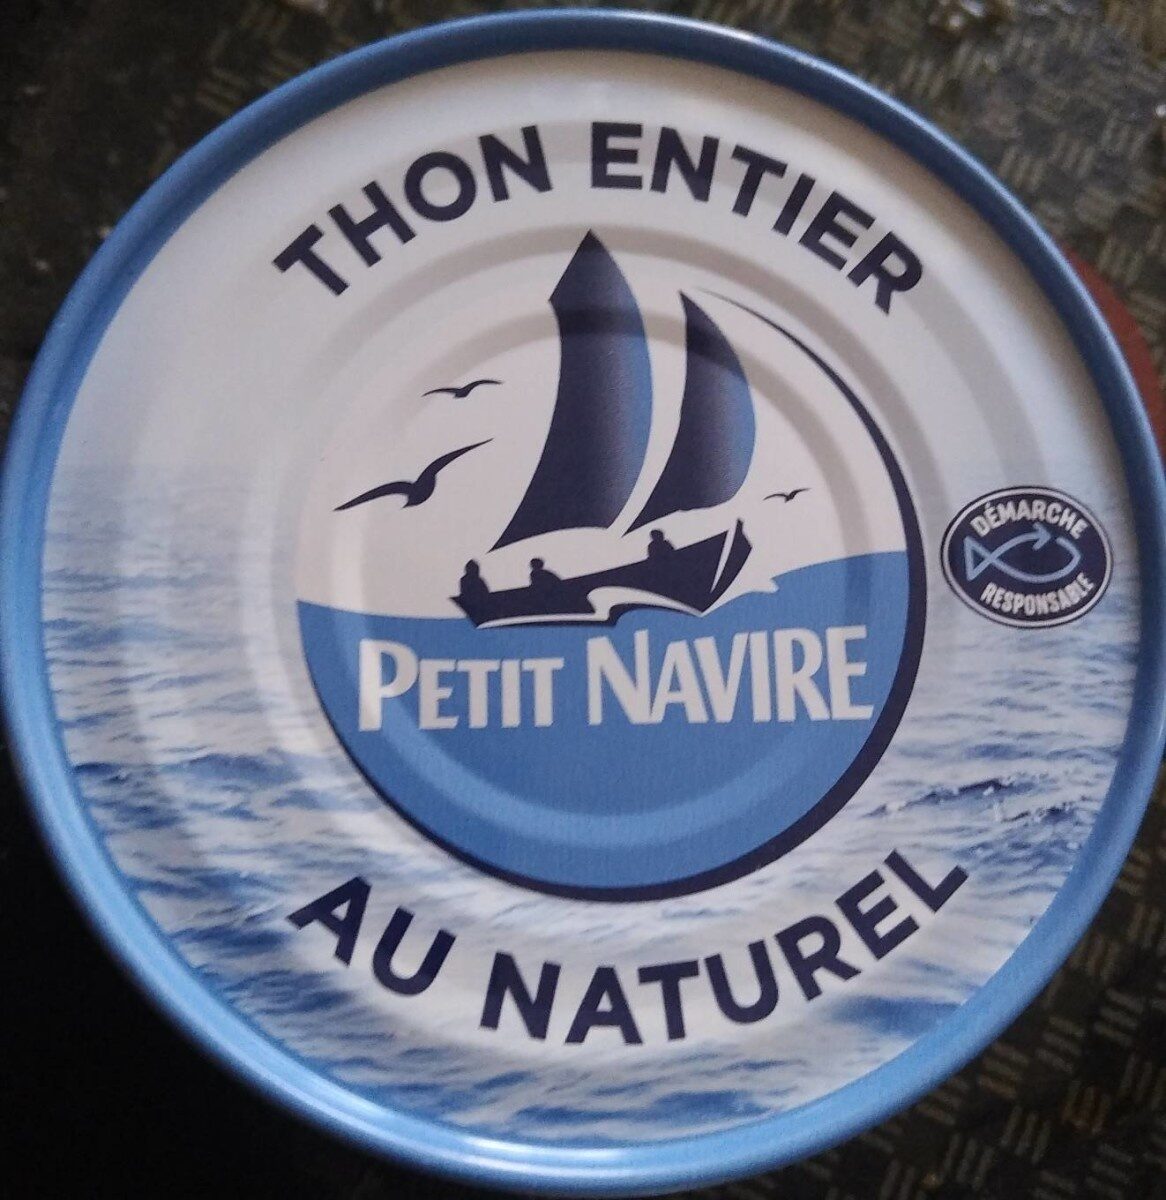 THON ENTIER
PETIT NAVIRE
DÉMARCHE
RESPONSABLE
AU NATUREL